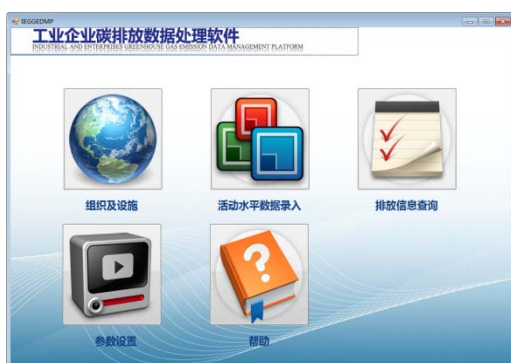 IEGGEDMP
工业企业碳排放数据处理软件
INDUSTRIAL AND ENTERPRISES GREENHOUSE GAS EMISSION DATA MANAGEMENT PLATFORM
组织及设施
活动水平数据录入
排放信息查询
参数设置
帮助